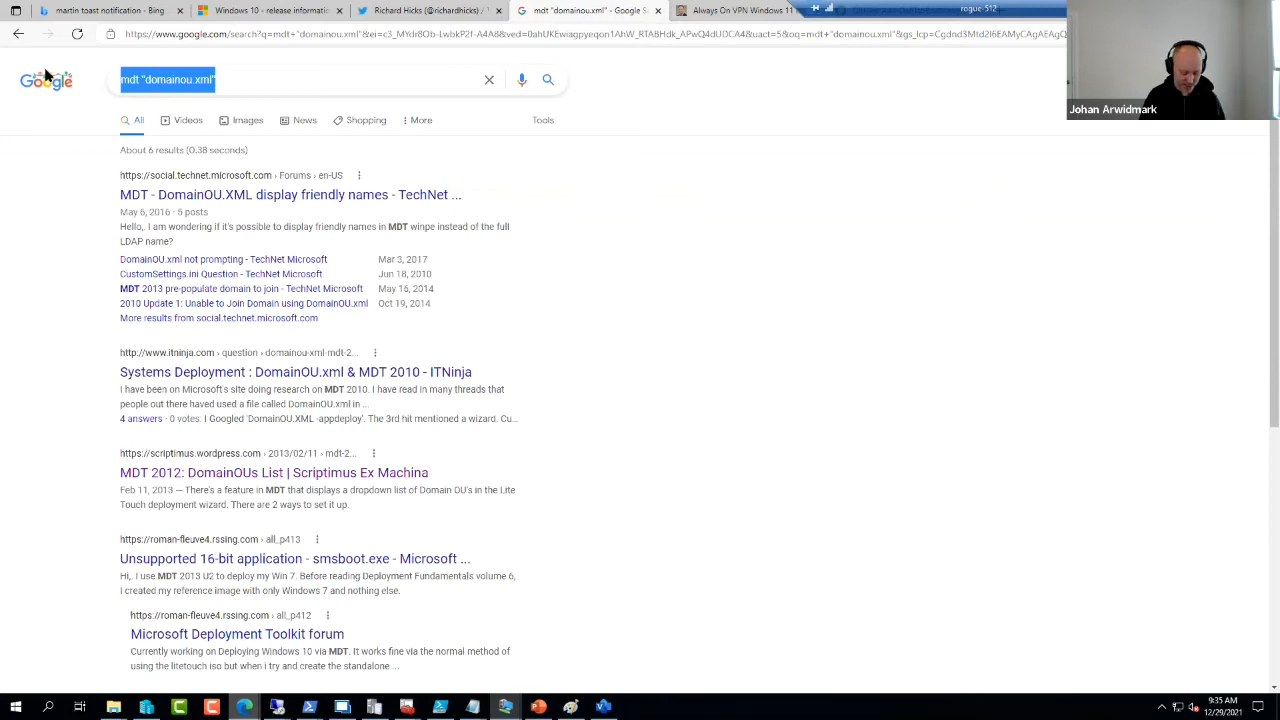 mdt windows - Bing
Windows 10 - release informati
Richard Hicks (@richardhicks) /
mdt "domainou.xml" - Google Se
Always On VPN Windows 11
rogue-512
https://www.google.com/search?q=mdt+"domainou.xml"
Google
mdt "domainou.xml"
All
Videos
Images
News
Shopping
More
Tools
About 6 results (0.38 seconds)
https://social.technet.microsoft.com › Forums › en-US
MDT - DomainOU.XML display friendly names - TechNet ...
May 6, 2016 · 5 posts
Hello,. I am wondering if it's possible to display friendly names in MDT winpe instead of the full
LDAP name?
DomainOU.xml not prompting - TechNet Microsoft Mar 3, 2017
CustomSettings.ini Question - TechNet Microsoft Jun 18, 2010
MDT 2013 pre-populate domain to join - TechNet Microsoft May 16, 2014
2010 Update 1: Unable to Join Domain using DomainOU.xml Oct 19, 2014
More results from social.technet.microsoft.com
http://www.itninja.com › question › domainou-xml-mdt-2...
Systems Deployment : DomainOU.xml & MDT 2010 - ITNinja
I have been on Microsoft's site doing research on MDT 2010. I have read in many threads that
people out there haved used a file called DomainOU.xml in ...
4 answers · 0 votes: I Googled 'DomainOU.XML -appdeploy'. The 3rd hit mentioned a wizard. Cu...
https://scriptimus.wordpress.com › 2013/02/11 › mdt-2...
MDT 2012: DomainOUs List | Scriptimus Ex Machina
Feb 11, 2013 — There's a feature in MDT that displays a dropdown list of Domain OU's in the Lite
Touch deployment wizard. There are 2 ways to set it up.
https://roman-fleuve4.rssing.com › all_p413
Unsupported 16-bit application - smsboot.exe - Microsoft ...
Hi,. I use MDT 2013 U2 to deploy my Win 7. Before reading Deployment Fundamentals volume 6,
I created my reference image with only Windows 7 and nothing else.
https://roman-fleuve4.rssing.com › all_p412
Microsoft Deployment Toolkit forum
Currently working on Deploying Windows 10 via MDT. It works fine via the normal method of
using the litetouch iso but when i try and create the standalone ...
Johan Arwidmark
9:35 AM
12/29/2021